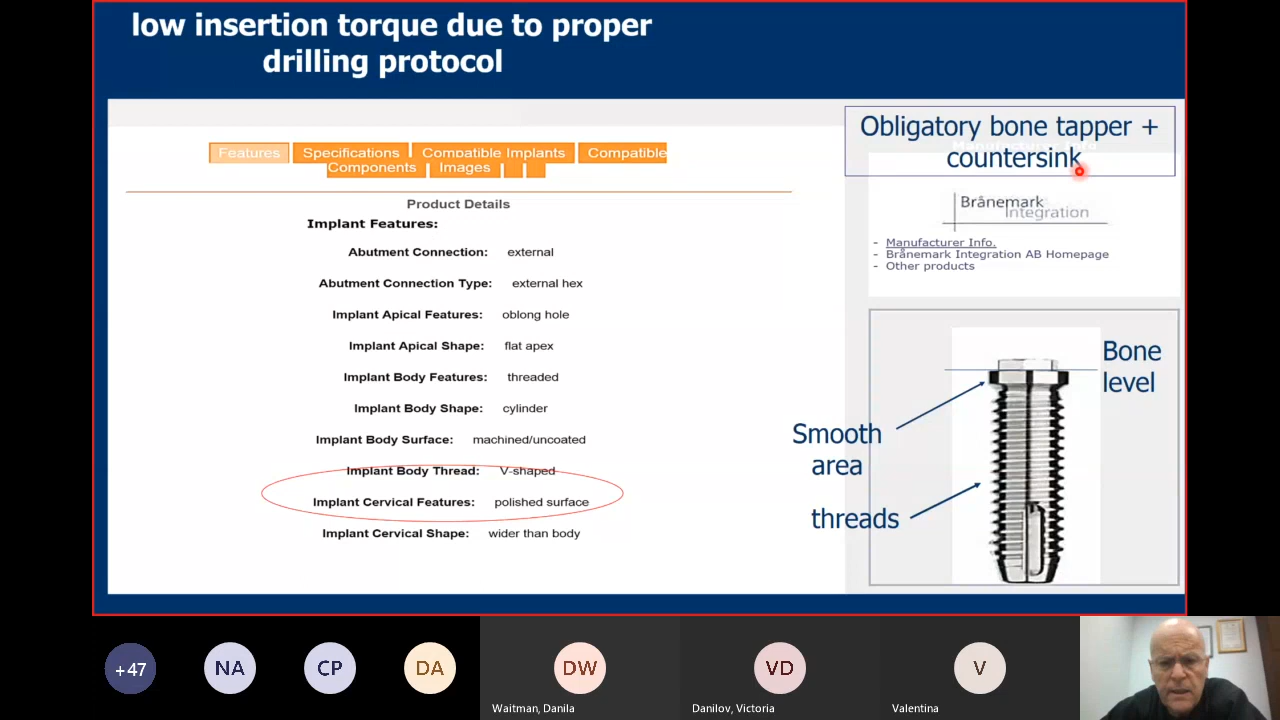 low insertion torque due to proper
drilling protocol
Obligatory bone tapper +
countersink
Features Specifications Compatible Implants Compatible
Components Images
Product Details
Implant Features:
Abutment Connection: external
Abutment Connection Type: external hex
Implant Apical Features: oblong hole
Implant Apical Shape: flat apex
Implant Body Features: threaded
Implant Body Shape: cylinder
Implant Body Surface: machined/uncoated
Implant Body Thread: V-shaped
Implant Cervical Features: polished surface
Implant Cervical Shape: wider than body
Manufacturer Info
Brånemark
Integration
- Manufacturer Info.
- Brånemark Integration AB Homepage
- Other products
Bone
level
Smooth
area
threads
+47
NA
CP
DA
DW
VD
V
Waitman, Danila
Danilov, Victoria
Valentina